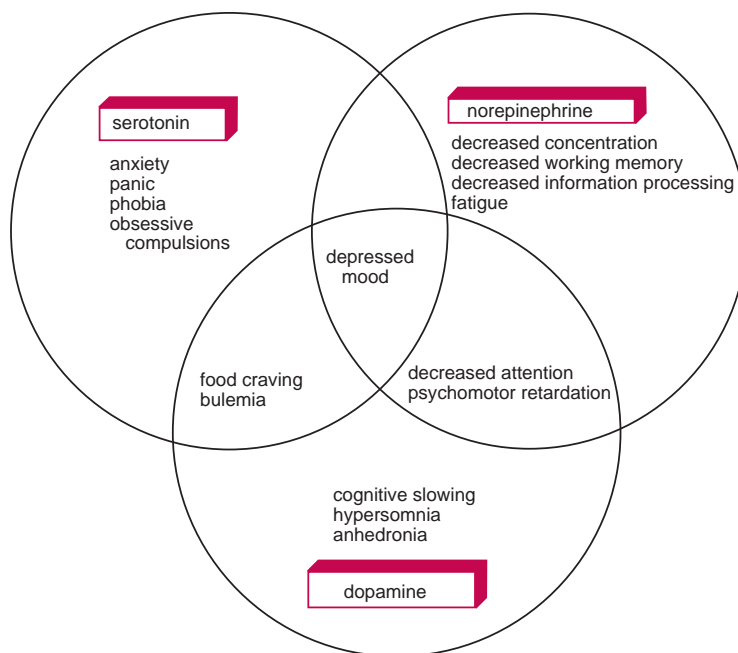 serotonin
anxiety
panic
phobia
obsessive
compulsions
norepinephrine
decreased concentration
decreased working memory
decreased information processing
fatigue
depressed
mood
food craving
bulemia
decreased attention
psychomotor retardation
cognitive slowing
hypersomnia
anhedronia
dopamine